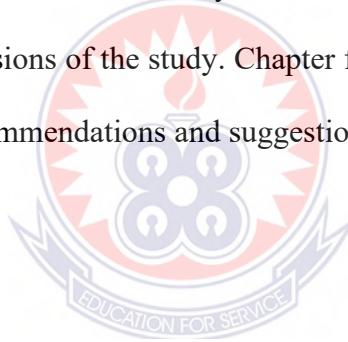 sions of the study. Chapter f
mmendations and suggestio
EDUCATION FOR SERVICE